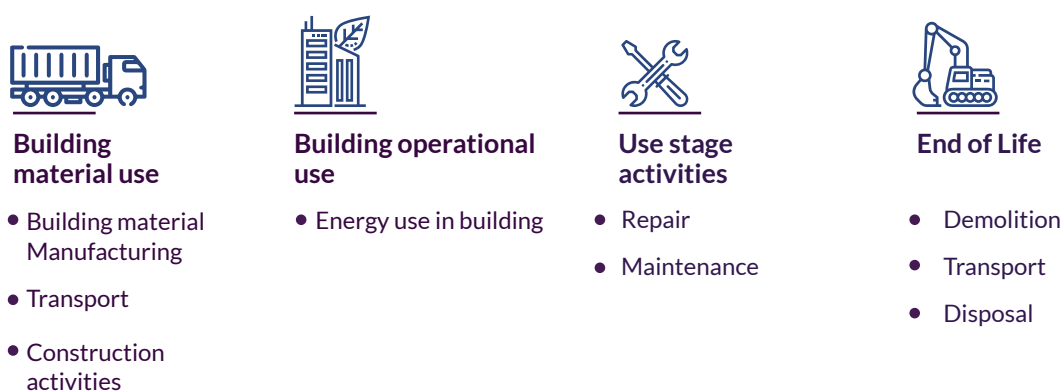 Building
material use
• Building material
Manufacturing
• Transport
• Construction
activities
Building operational
use
• Energy use in building
Use stage
activities
• Repair
• Maintenance
End of Life
• Demolition
• Transport
• Disposal